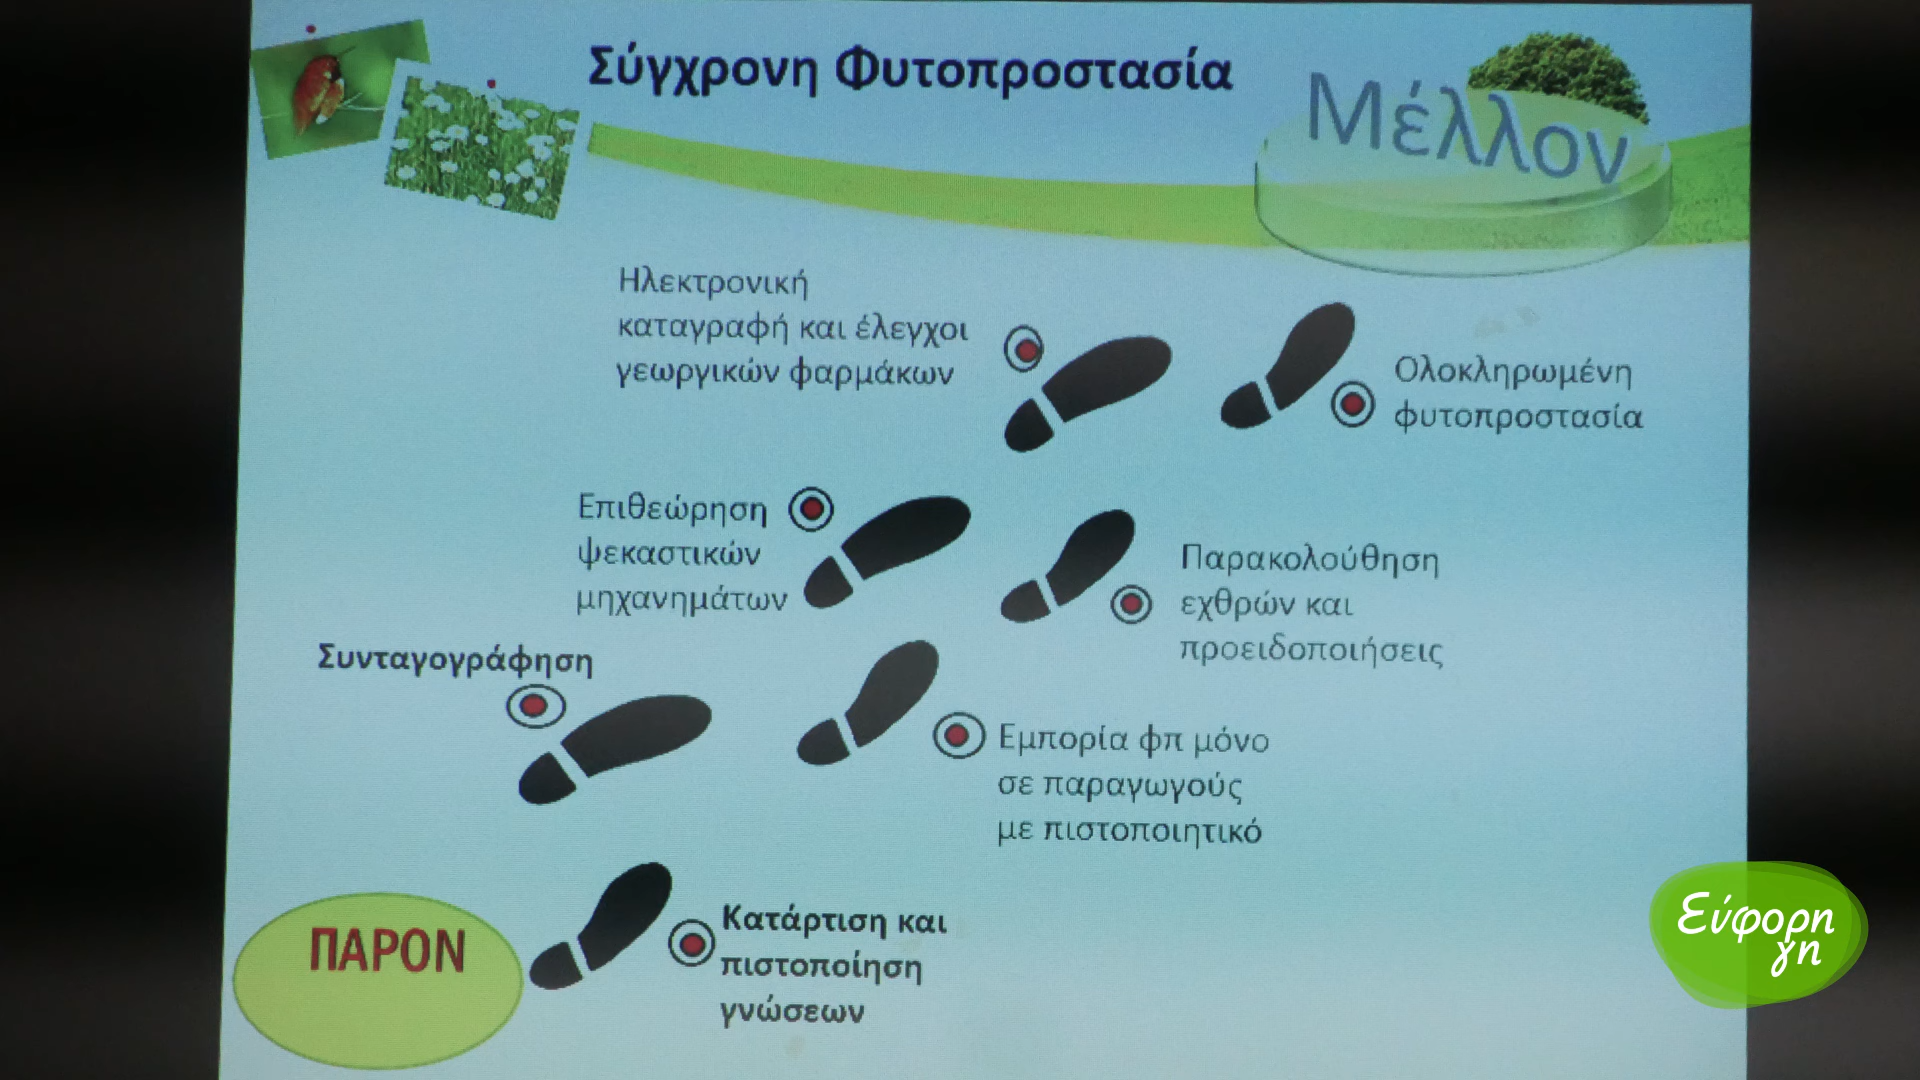 Σύγχρονη Φυτοπροστασία
Μέλλον
Ηλεκτρονική
καταγραφή και έλεγχοι
γεωργικών φαρμάκων
Ολοκληρωμένη
φυτοπροστασία
Επιθεώρηση
ψεκαστικών
μηχανημάτων
Παρακολούθηση
εχθρών και
προειδοποιήσεις
Συνταγογράφηση
Εμπορία φπ μόνο
σε παραγωγούς
με πιστοποιητικό
ΠΑΡΟΝ
Κατάρτιση και
πιστοποίηση
γνώσεων
Εύφορη
γη